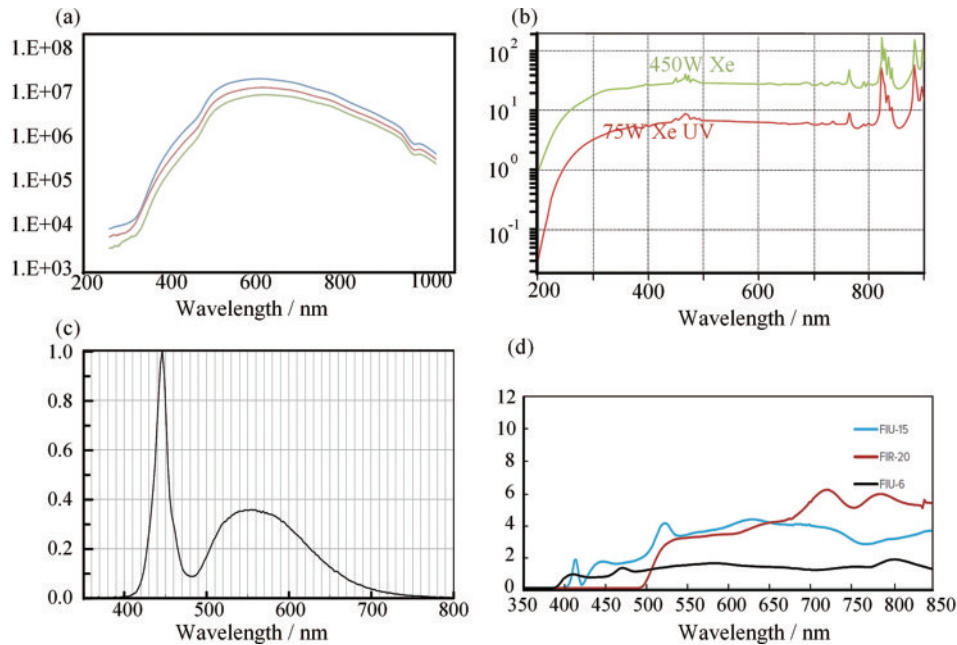 (a)
1.E+08
1.E+07
1.E+06
1.E+05
1.E+04
1.E+03
200 400 600 800 1000
Wavelength / nm
(b)
10²
10¹
10⁰
10⁻¹
450W Xe
75W Xe UV
200 400 600 800
Wavelength / nm
(c)
1.0
0.8
0.6
0.4
0.2
0.0
400 500 600 700 800
Wavelength / nm
(d)
12
10
8
6
4
2
0
FIU-15
FIR-20
FIU-6
350 400 450 500 550 600 650 700 750 800 850
Wavelength / nm